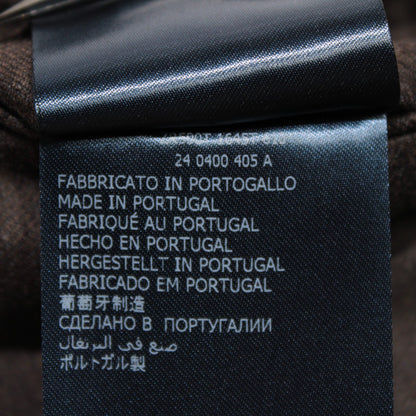 24 0400 405 A
FABBRICATO IN PORTOGALLO
MADE IN PORTUGAL
FABRIQUÉ AU PORTUGAL
HECHO EN PORTUGAL
HERGESTELLT IN PORTUGAL
FABRICADO EM PORTUGAL
葡萄牙制造
СДЕЛАНО В ПОРТУГАЛИИ
صنع في البرتغال
ポルトガル製